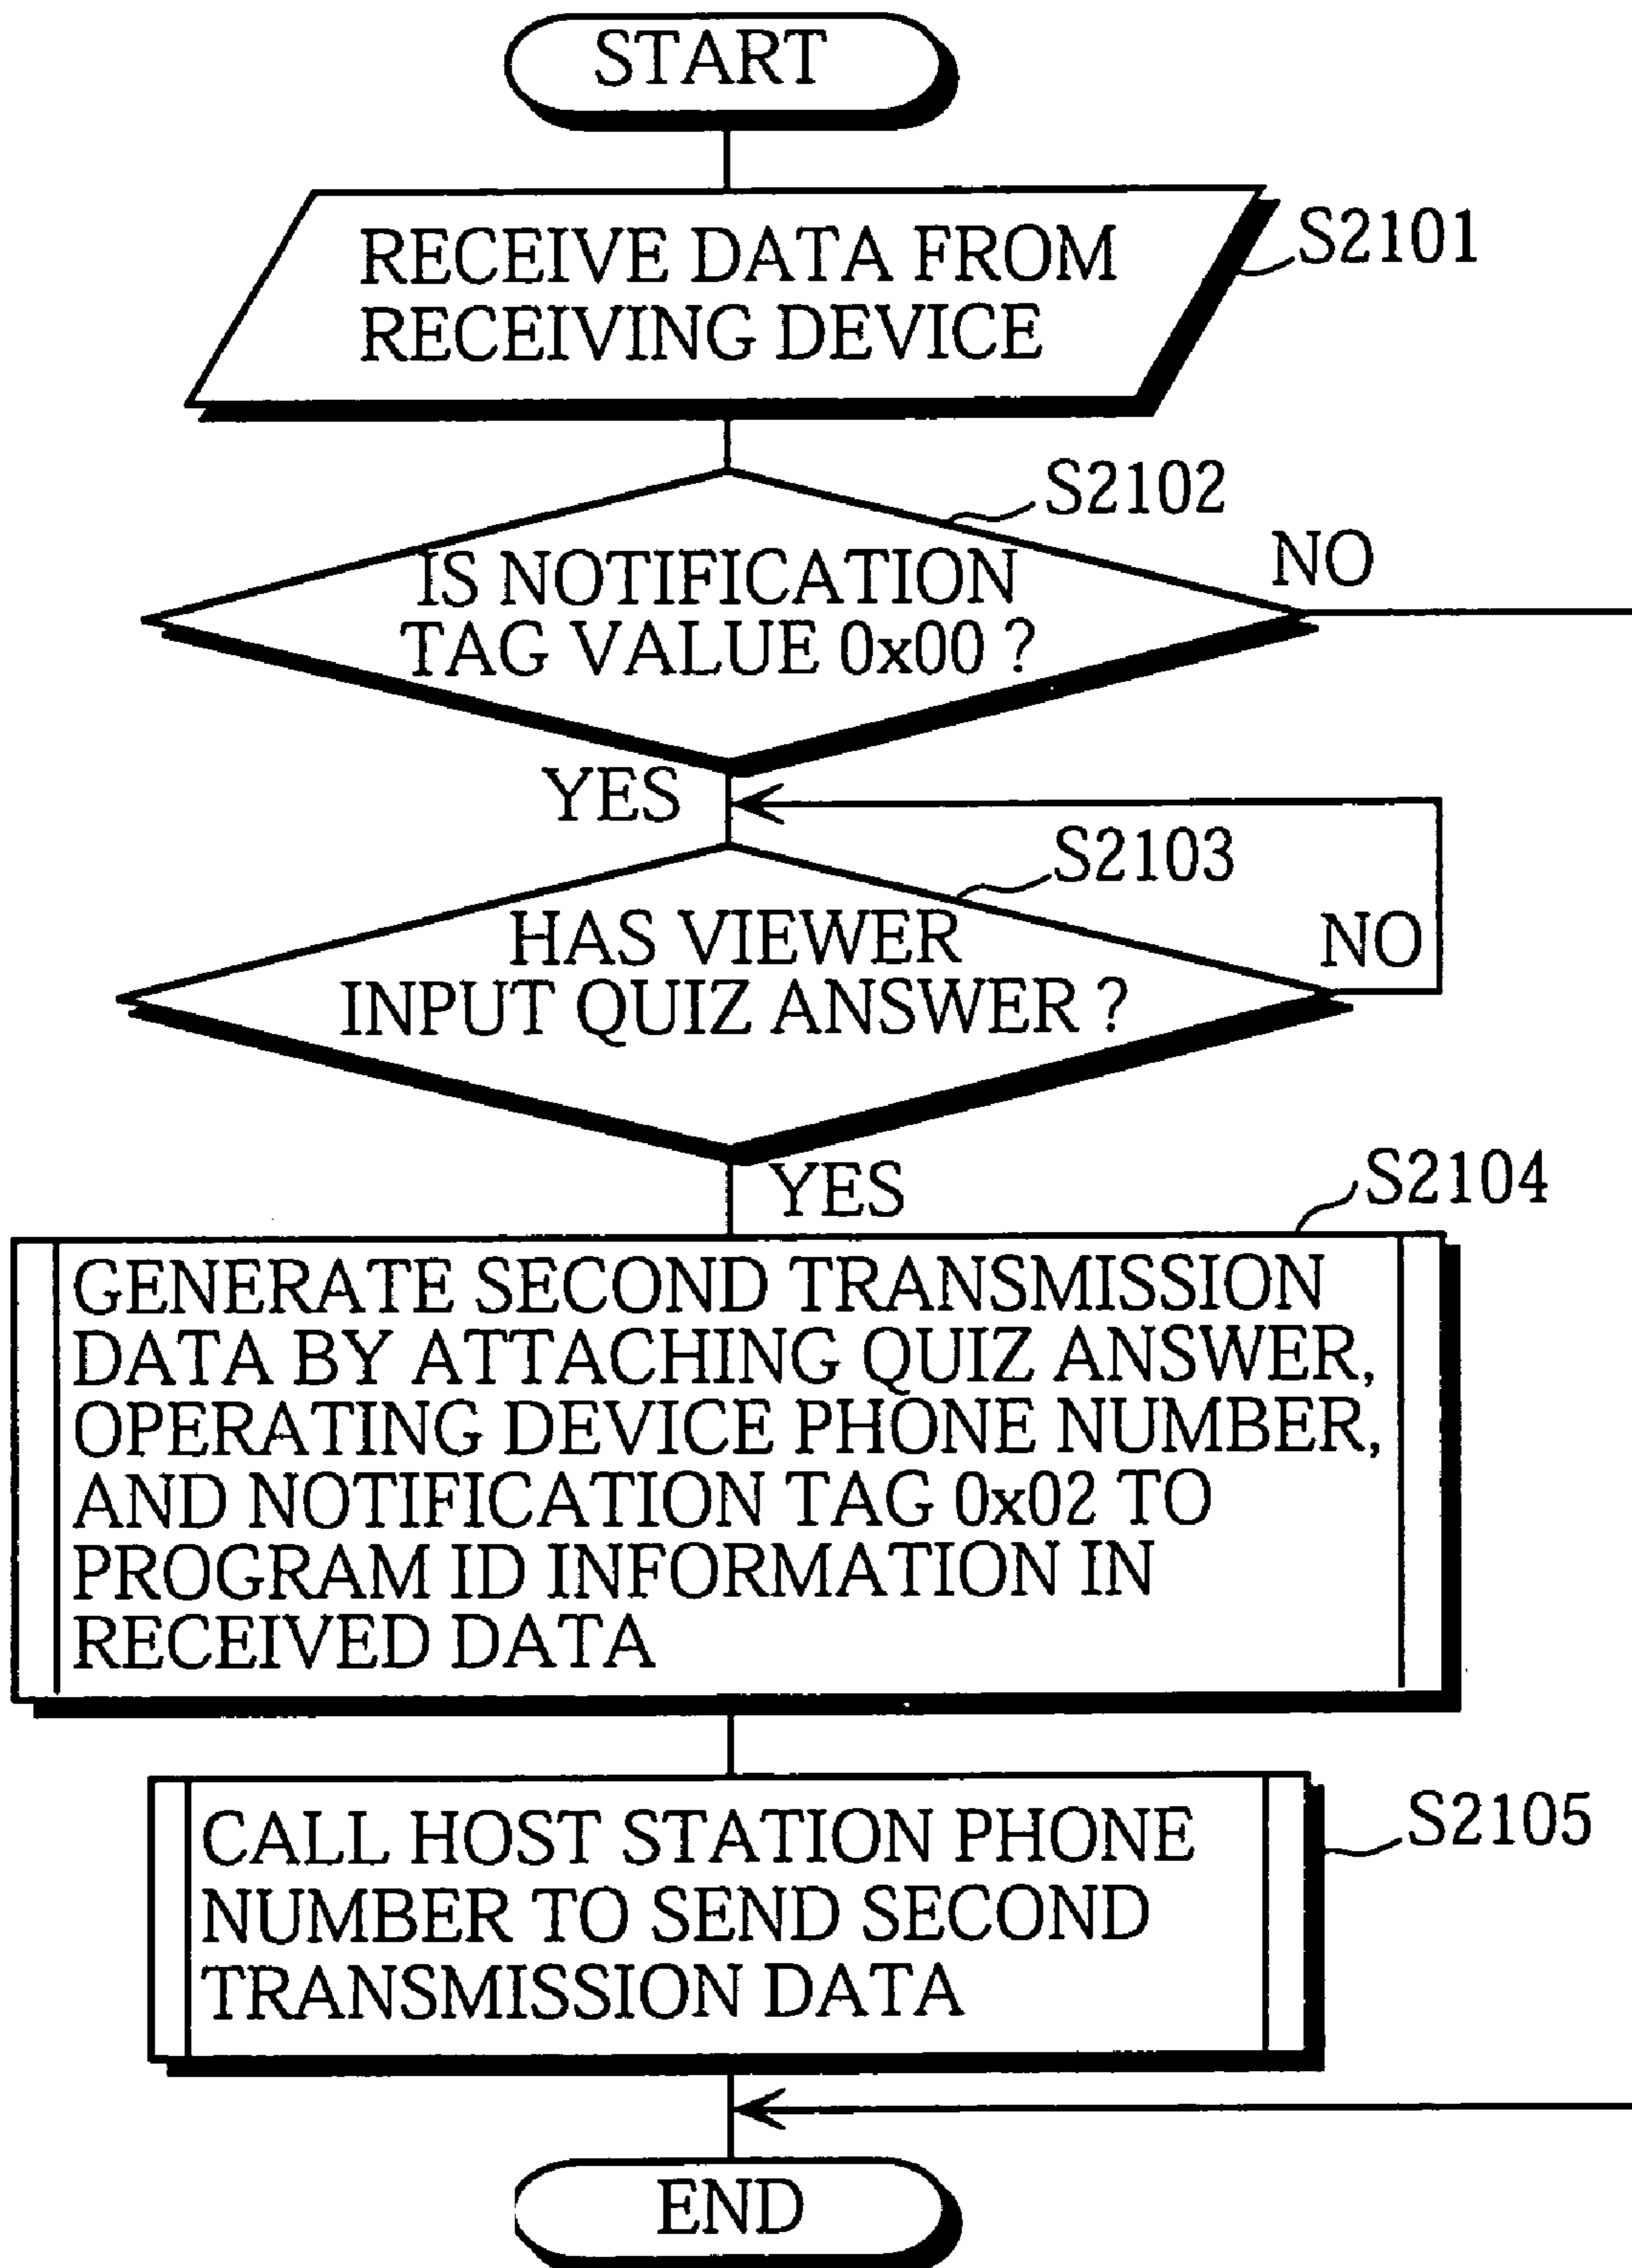 START
RECEIVE DATA FROM
RECEIVING DEVICE
S2101
S2102
IS NOTIFICATION
TAG VALUE 0x00 ?
NO
YES
S2103
HAS VIEWER
INPUT QUIZ ANSWER ?
NO
YES
S2104
GENERATE SECOND TRANSMISSION
DATA BY ATTACHING QUIZ ANSWER,
OPERATING DEVICE PHONE NUMBER,
AND NOTIFICATION TAG 0x02 TO
PROGRAM ID INFORMATION IN
RECEIVED DATA
S2105
CALL HOST STATION PHONE
NUMBER TO SEND SECOND
TRANSMISSION DATA
END